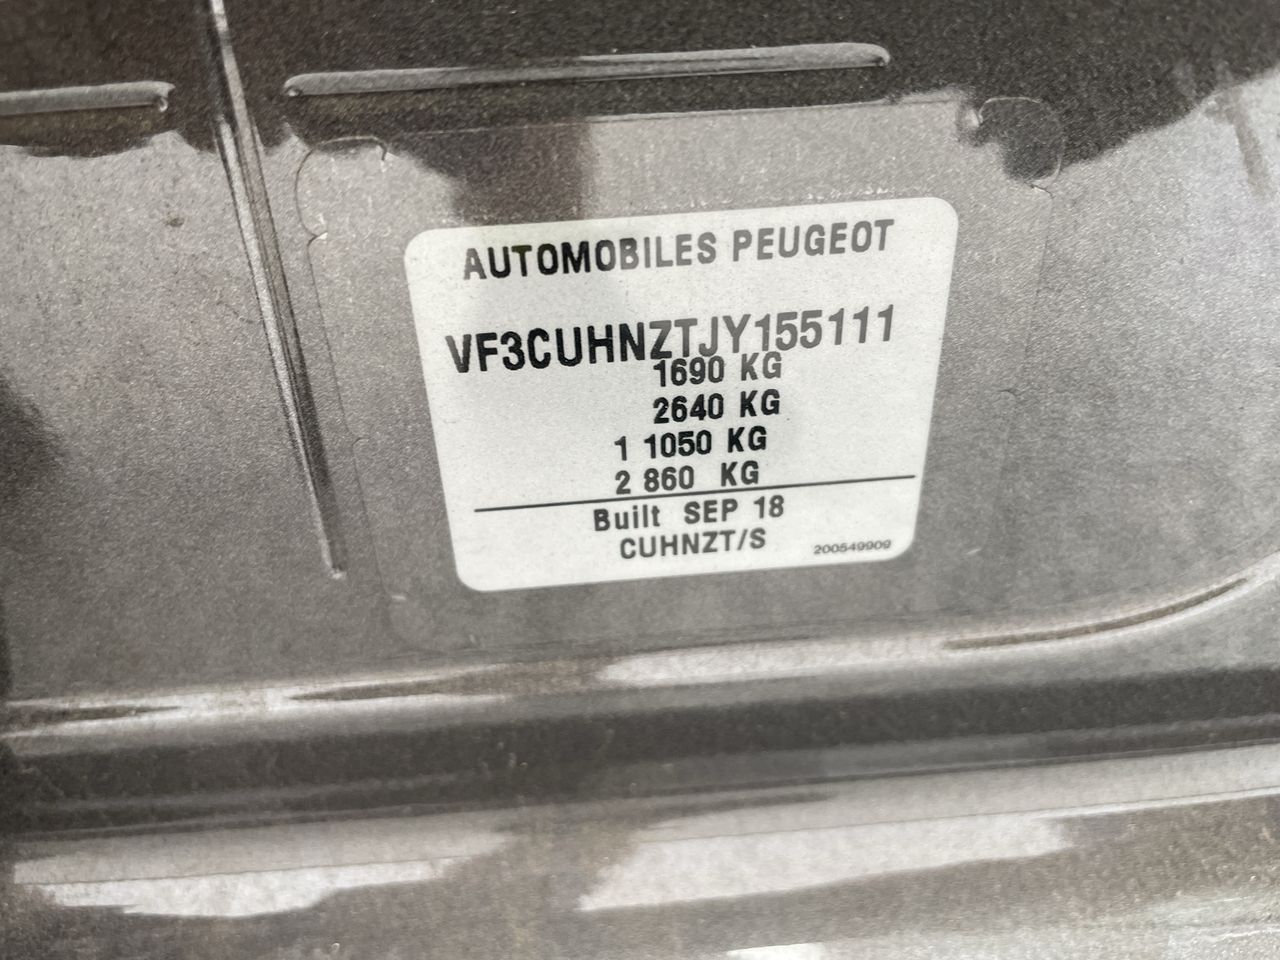 AUTOMOBILES PEUGEOT
VF3CUHNZTJY155111
1690 KG
2640 KG
1 1050 KG
2 860 KG
Built SEP 18
CUHNZT/S
200549909